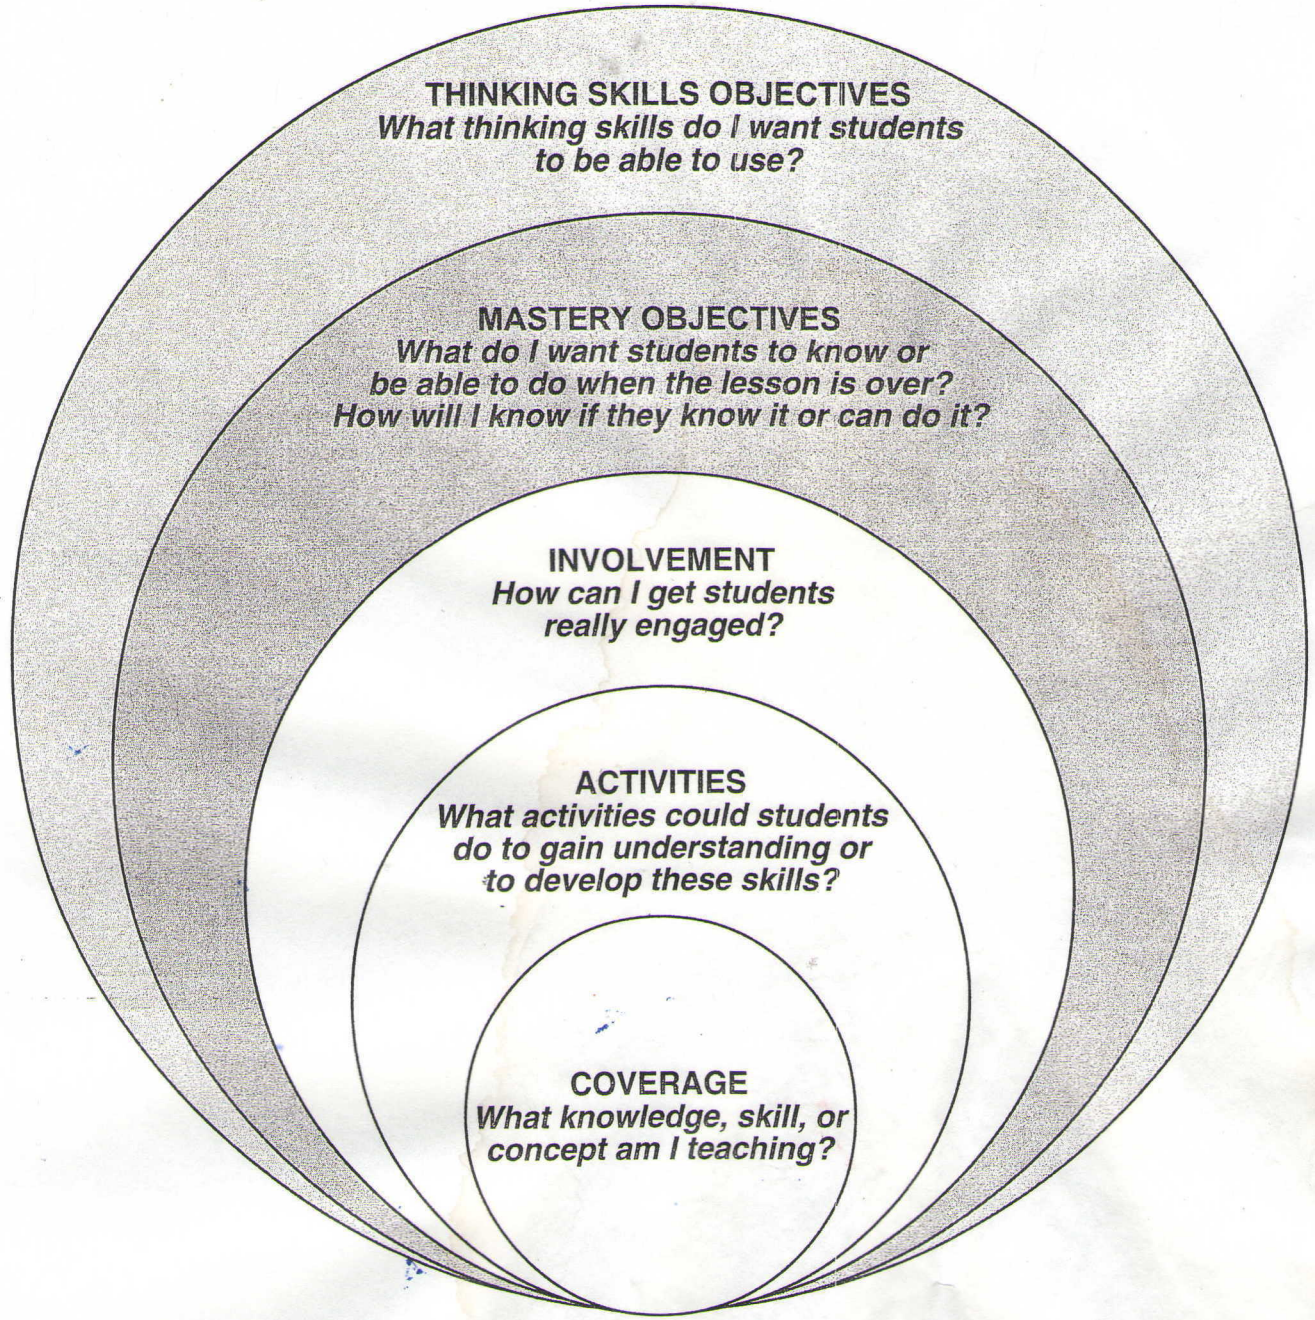 THINKING SKILLS OBJECTIVES
What thinking skills do I want students
to be able to use?
MASTERY OBJECTIVES
What do I want students to know or
be able to do when the lesson is over?
How will I know if they know it or can do it?
INVOLVEMENT
How can I get students
really engaged?
ACTIVITIES
What activities could students
do to gain understanding or
to develop these skills?
COVERAGE
What knowledge, skill, or
concept am I teaching?